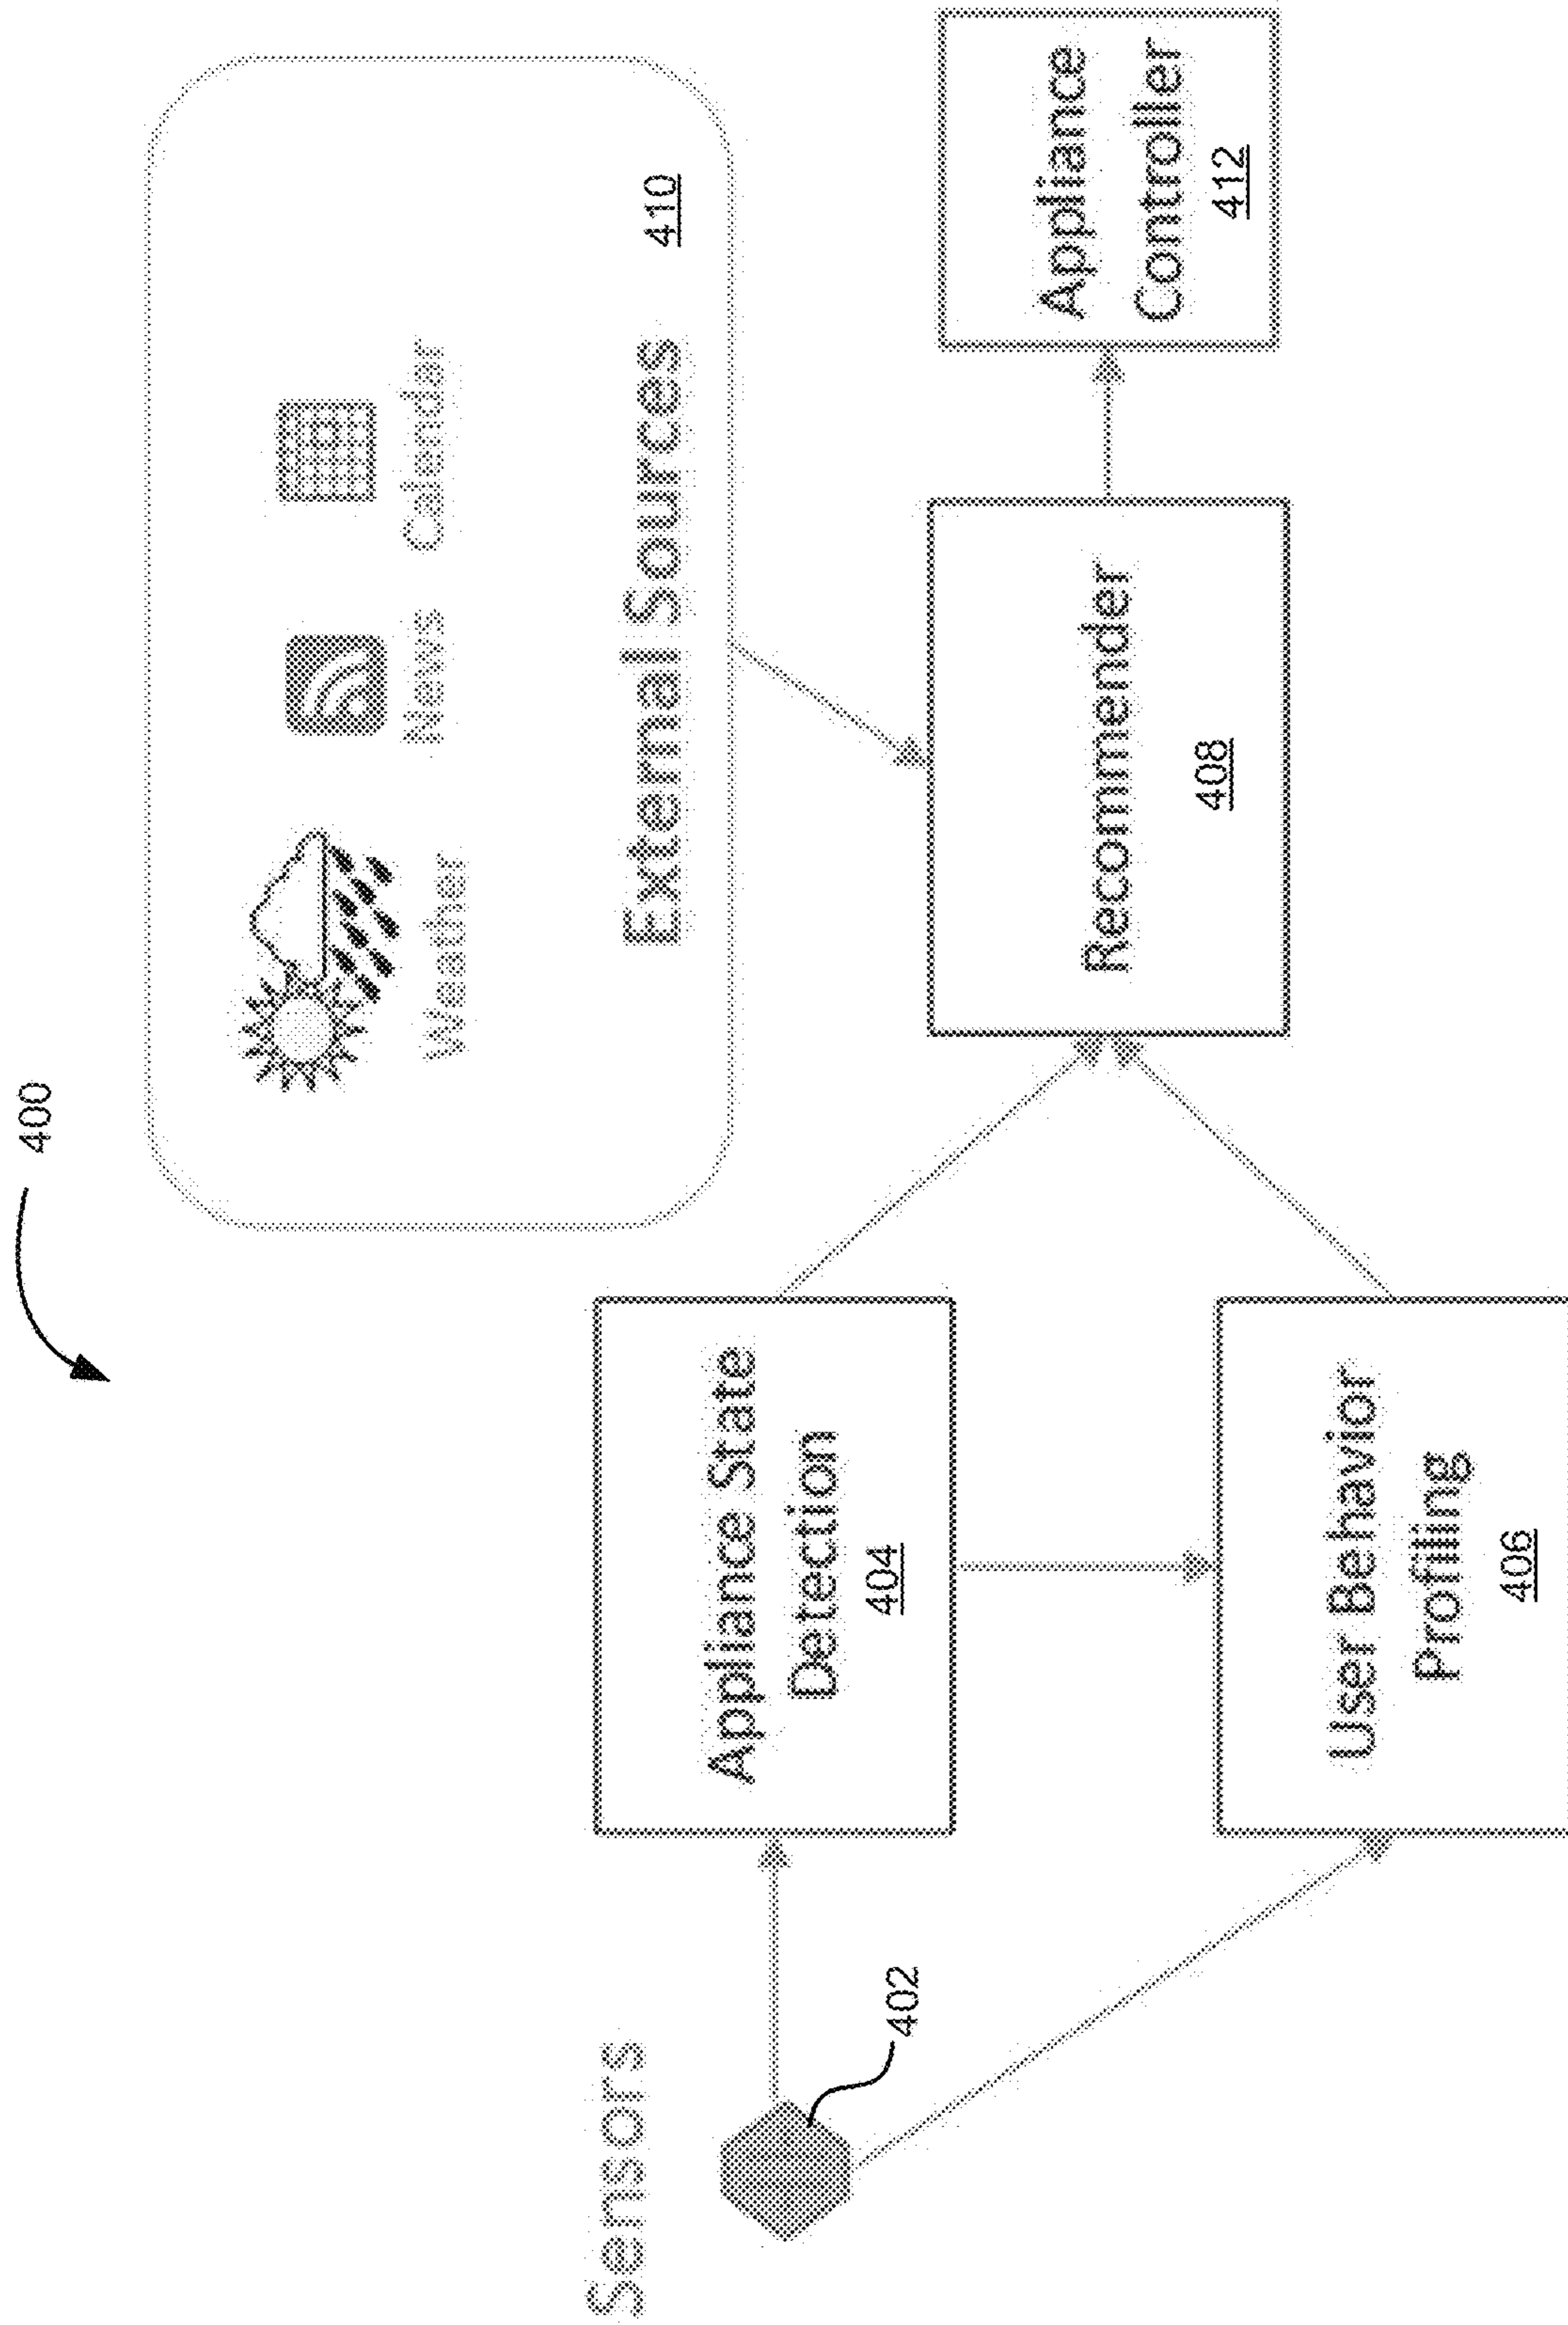 400
Weather
News
Calendar
External Sources
410
Sensors
402
Appliance State
Detection
404
User Behavior
Profiling
406
Recommender
408
Appliance
Controller
412